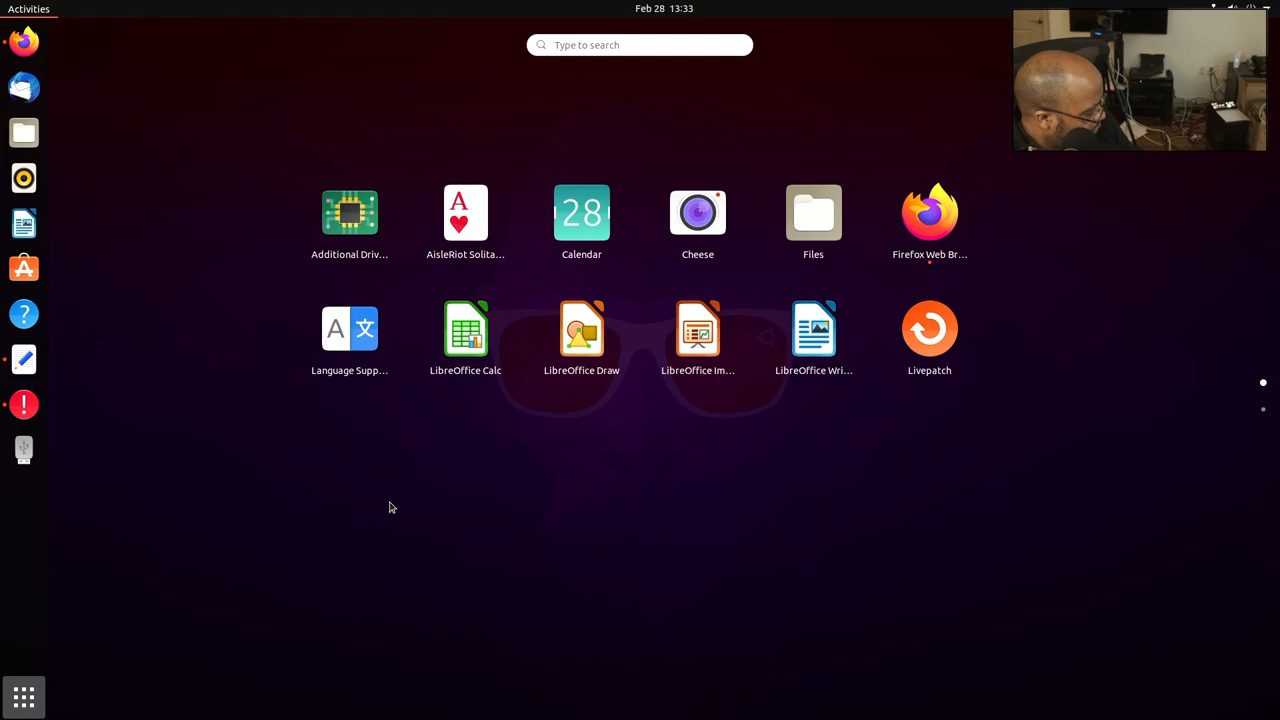 Activities
Feb 28 13:33
Type to search
Additional Driv...
AisleRiot Solita...
28
Calendar
Cheese
Files
Firefox Web Br...
Language Supp...
LibreOffice Calc
LibreOffice Draw
LibreOffice Im...
LibreOffice Wri...
Livepatch